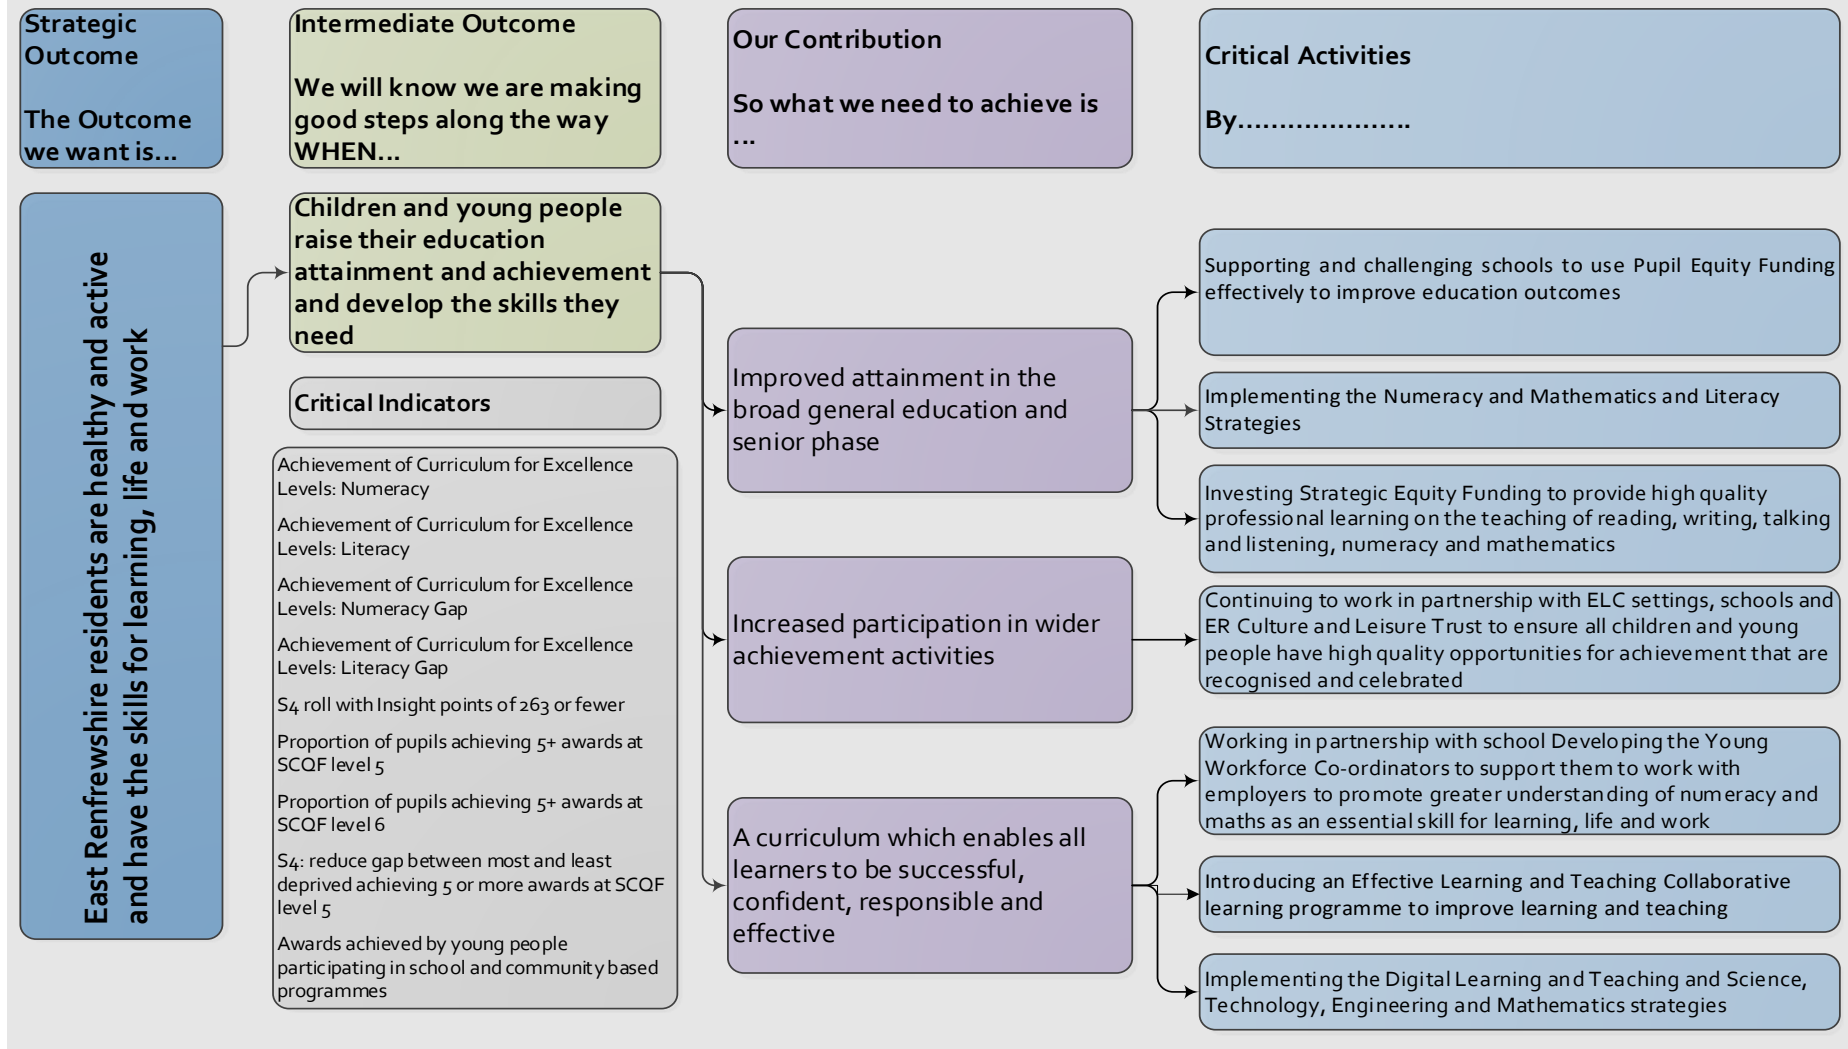 Strategic
Outcome
The Outcome
we want is...
Intermediate Outcome
We will know we are making
good steps along the way
WHEN...
Our Contribution
So what we need to achieve is
...
Critical Activities
By.....................
East Renfrewshire residents are healthy and active
and have the skills for learning, life and work
Children and young people
raise their education
attainment and achievement
and develop the skills they
need
Critical Indicators
Achievement of Curriculum for Excellence
Levels: Numeracy
Achievement of Curriculum for Excellence
Levels: Literacy
Achievement of Curriculum for Excellence
Levels: Numeracy Gap
Achievement of Curriculum for Excellence
Levels: Literacy Gap
S4 roll with Insight points of 263 or fewer
Proportion of pupils achieving 5+ awards at
SCQF level 5
Proportion of pupils achieving 5+ awards at
SCQF level 6
S4: reduce gap between most and least
deprived achieving 5 or more awards at SCQF
level 5
Awards achieved by young people
participating in school and community based
programmes
Improved attainment in the
broad general education and
senior phase
Increased participation in wider
achievement activities
A curriculum which enables all
learners to be successful,
confident, responsible and
effective
Supporting and challenging schools to use Pupil Equity Funding
effectively to improve education outcomes
Implementing the Numeracy and Mathematics and Literacy
Strategies
Investing Strategic Equity Funding to provide high quality
professional learning on the teaching of reading, writing, talking
and listening, numeracy and mathematics
Continuing to work in partnership with ELC settings, schools and
ER Culture and Leisure Trust to ensure all children and young
people have high quality opportunities for achievement that are
recognised and celebrated
Working in partnership with school Developing the Young
Workforce Co-ordinators to support them to work with
employers to promote greater understanding of numeracy and
maths as an essential skill for learning, life and work
Introducing an Effective Learning and Teaching Collaborative
learning programme to improve learning and teaching
Implementing the Digital Learning and Teaching and Science,
Technology, Engineering and Mathematics strategies